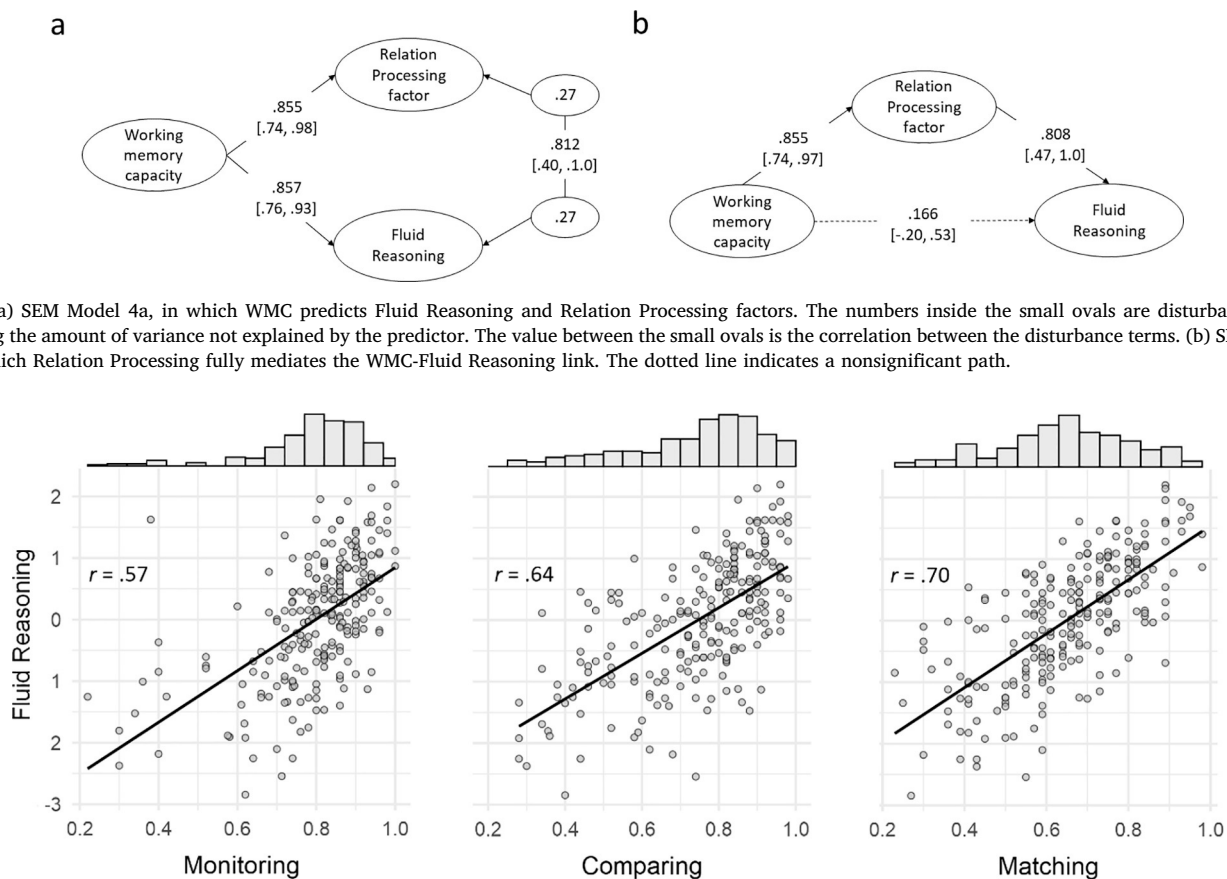 a
Relation
Processing
factor
.27
.855
[.74, .98]
Working
memory
capacity
.812
[.40, .1.0]
.857
[.76, .93]
.27
Fluid
Reasoning
b
Relation
Processing
factor
.855
[.74, .97]
.808
[.47, 1.0]
Working
memory
capacity
.166
[-.20, .53]
Fluid
Reasoning
a) SEM Model 4a, in which WMC predicts Fluid Reasoning and Relation Processing factors. The numbers inside the small ovals are disturba
g the amount of variance not explained by the predictor. The value between the small ovals is the correlation between the disturbance terms. (b) S
hich Relation Processing fully mediates the WMC-Fluid Reasoning link. The dotted line indicates a nonsignificant path.
Fluid Reasoning
2
1
0
1
2
-3
r = .57
0.2 0.4 0.6 0.8 1.0
Monitoring
r = .64
0.2 0.4 0.6 0.8 1.0
Comparing
r = .70
0.2 0.4 0.6 0.8 1.0
Matching